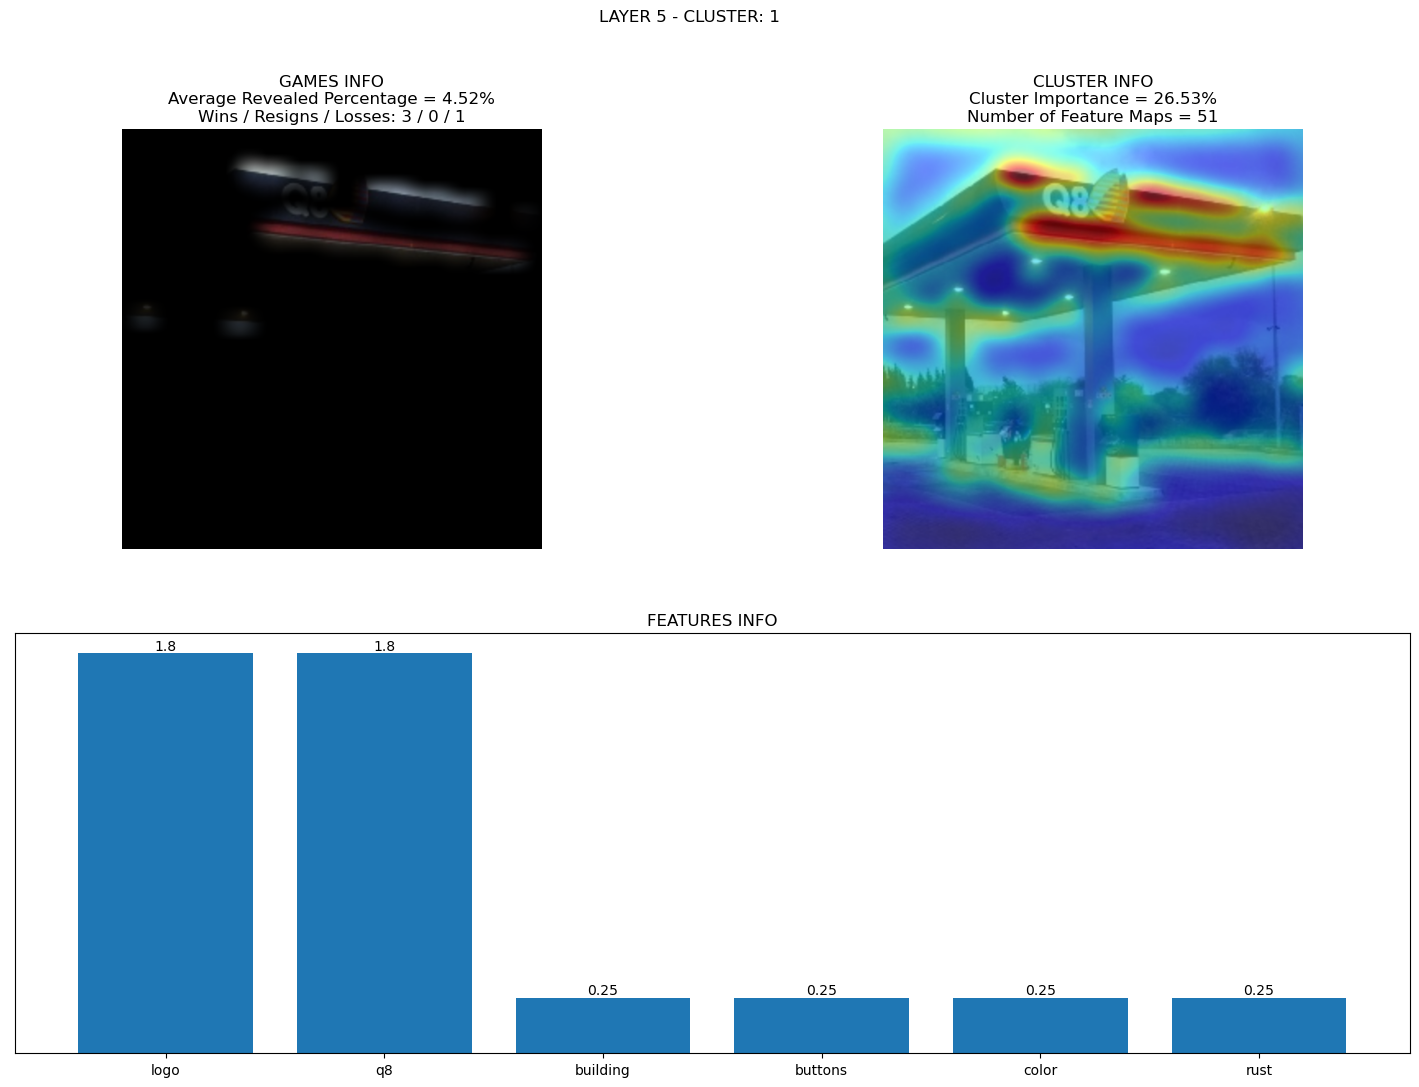 LAYER 5 - CLUSTER: 1
GAMES INFO
Average Revealed Percentage = 4.52%
Wins / Resigns / Losses: 3 / 0 / 1
Q8
CLUSTER INFO
Cluster Importance = 26.53%
Number of Feature Maps = 51
Q8
FEATURES INFO
1.8
1.8
0.25
0.25
0.25
0.25
logo
q8
building
buttons
color
rust